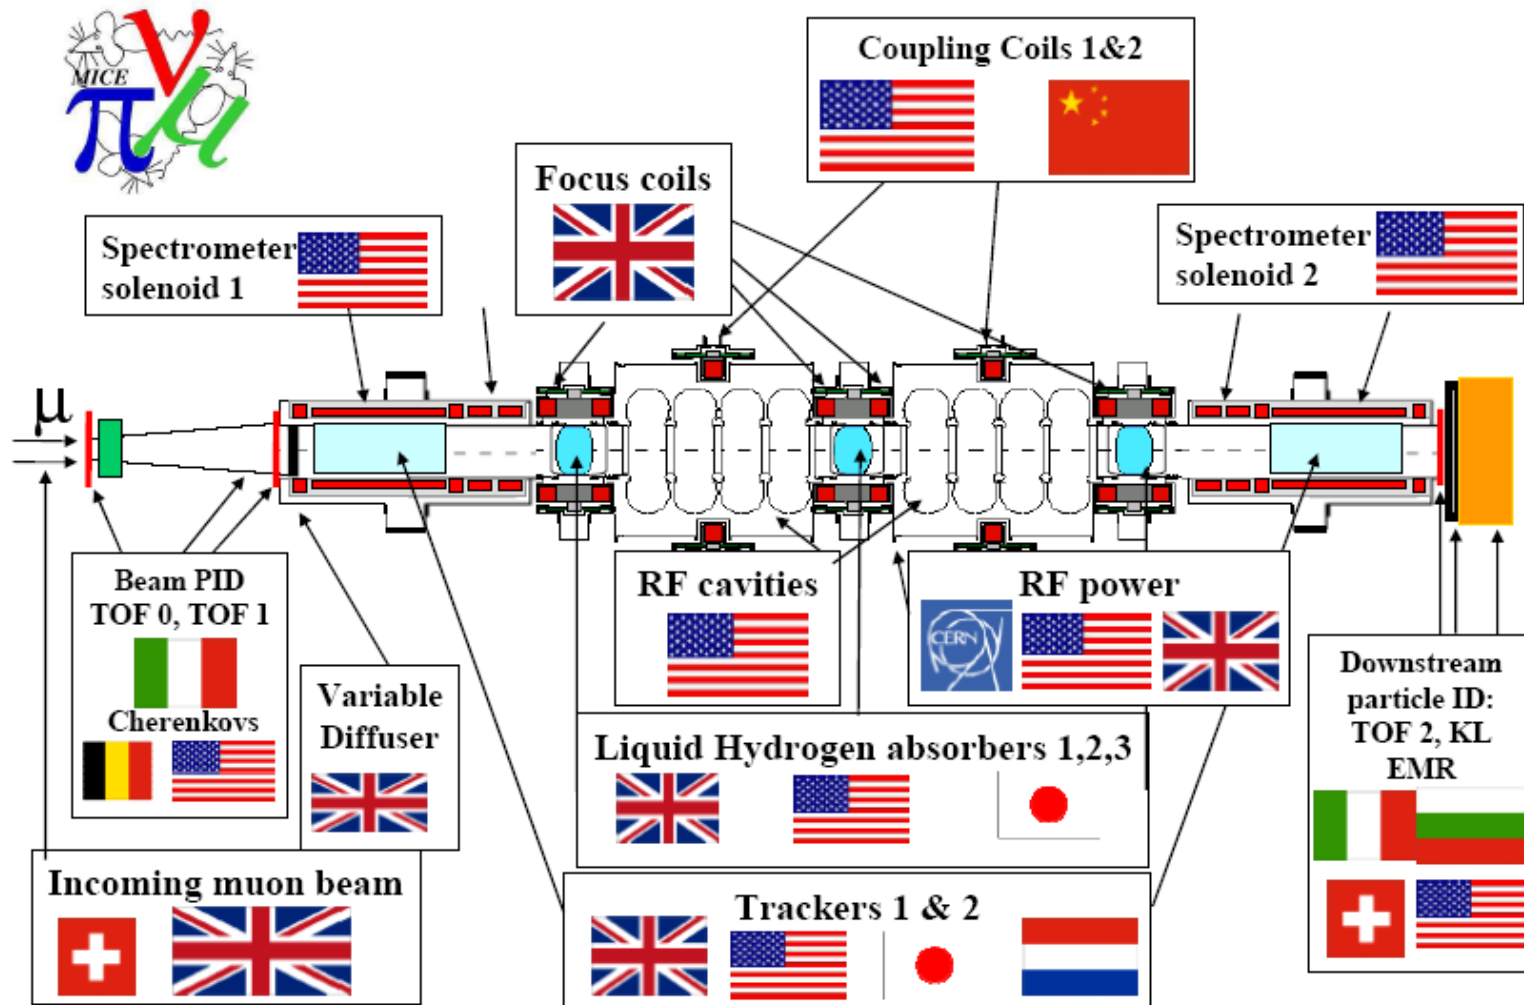 MICE
ν
π μ
Coupling Coils 1&2
Focus coils
Spectrometer
solenoid 1
Spectrometer
solenoid 2
μ
Beam PID
TOF 0, TOF 1
Cherenkovs
Variable
Diffuser
RF cavities
RF power
CERN
Downstream
particle ID:
TOF 2, KL
EMR
Liquid Hydrogen absorbers 1,2,3
Incoming muon beam
Trackers 1 & 2